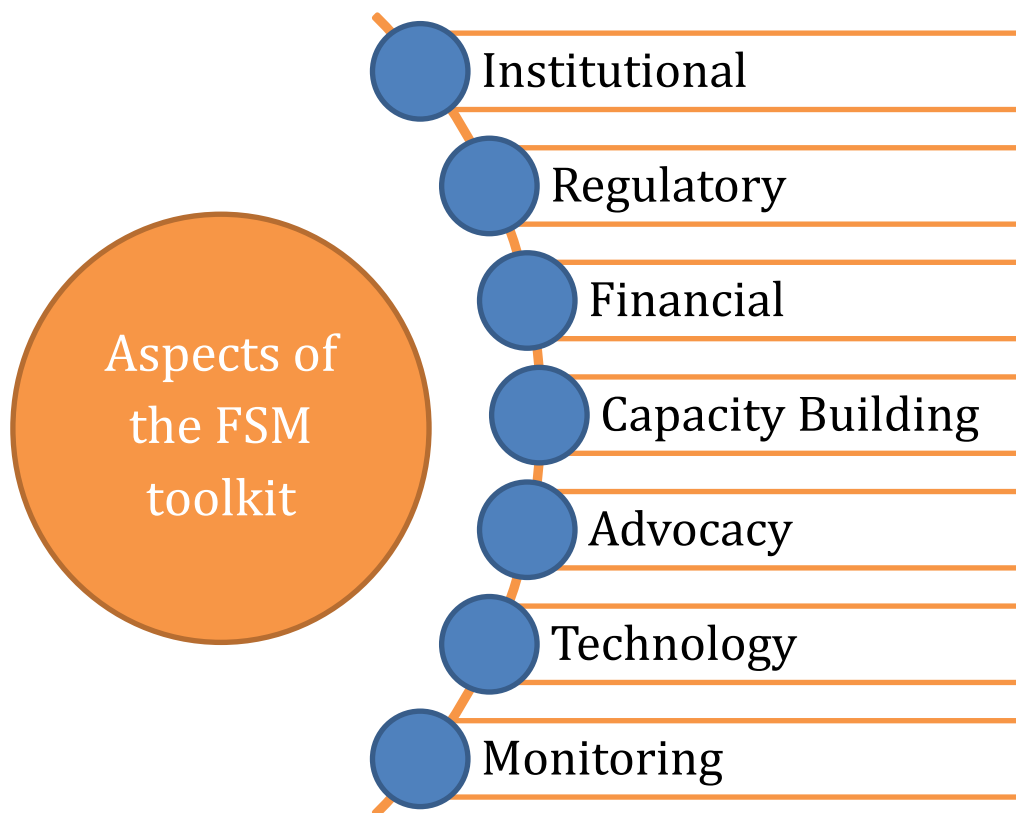 Aspects of
the FSM
toolkit
Institutional
Regulatory
Financial
Capacity Building
Advocacy
Technology
Monitoring